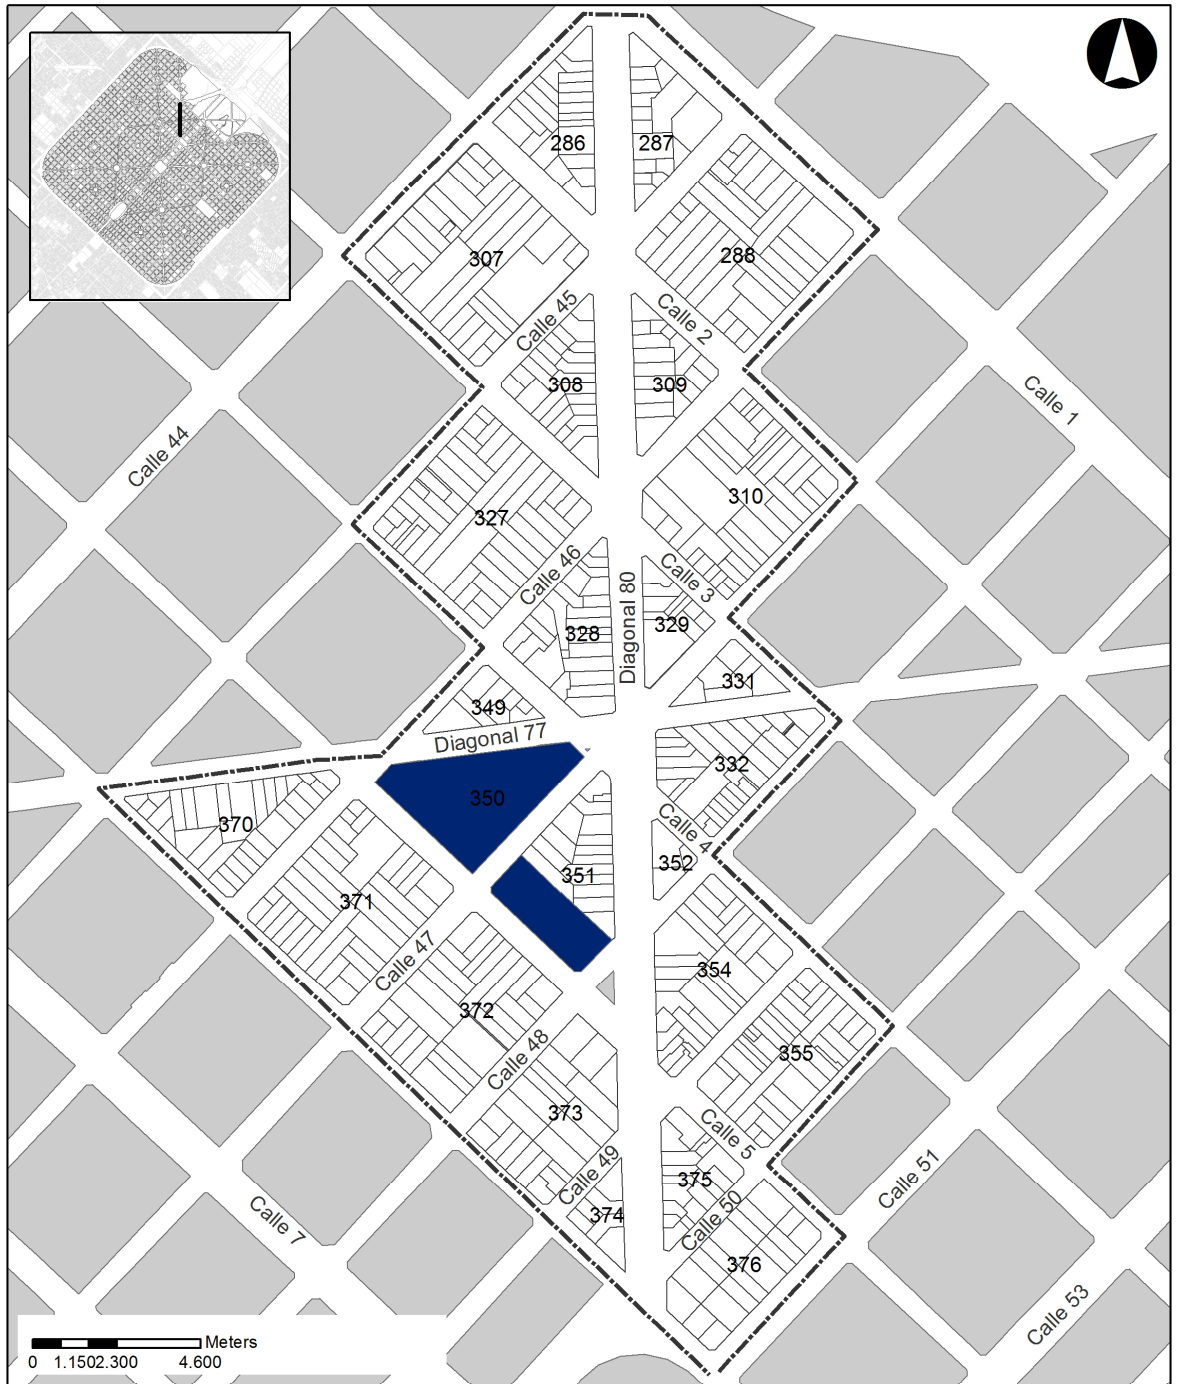 286
287
307
288
Calle 45
Calle 2
308
309
Calle 1
Calle 44
310
327
Calle 46
Calle 3
Diagonal 80
328
329
331
349
Diagonal 77
332
350
370
Calle 4
352
351
371
Calle 47
354
372
Calle 48
355
373
Calle 5
Calle 49
375
Calle 51
374
Calle 50
Calle 7
376
Calle 53
Meters
0 1.150 2.300 4.600